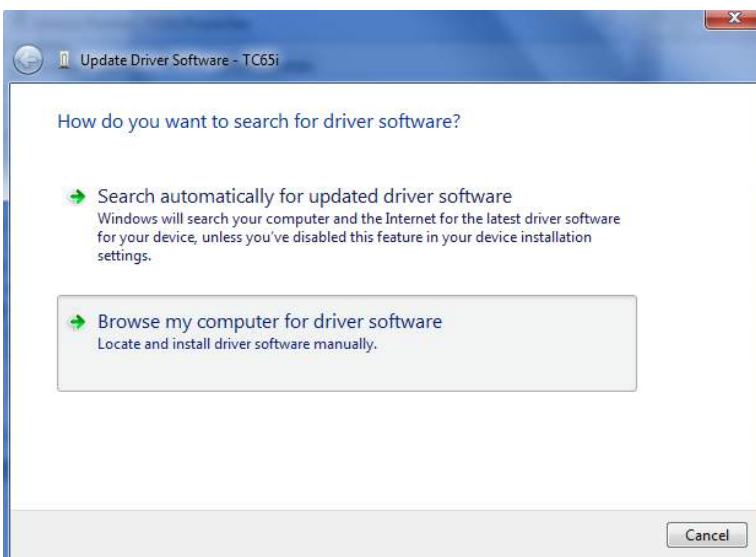 Update Driver Software - TC65i
How do you want to search for driver software?
Search automatically for updated driver software
Windows will search your computer and the Internet for the latest driver software
for your device, unless you've disabled this feature in your device installation
settings.
Browse my computer for driver software
Locate and install driver software manually.
Cancel